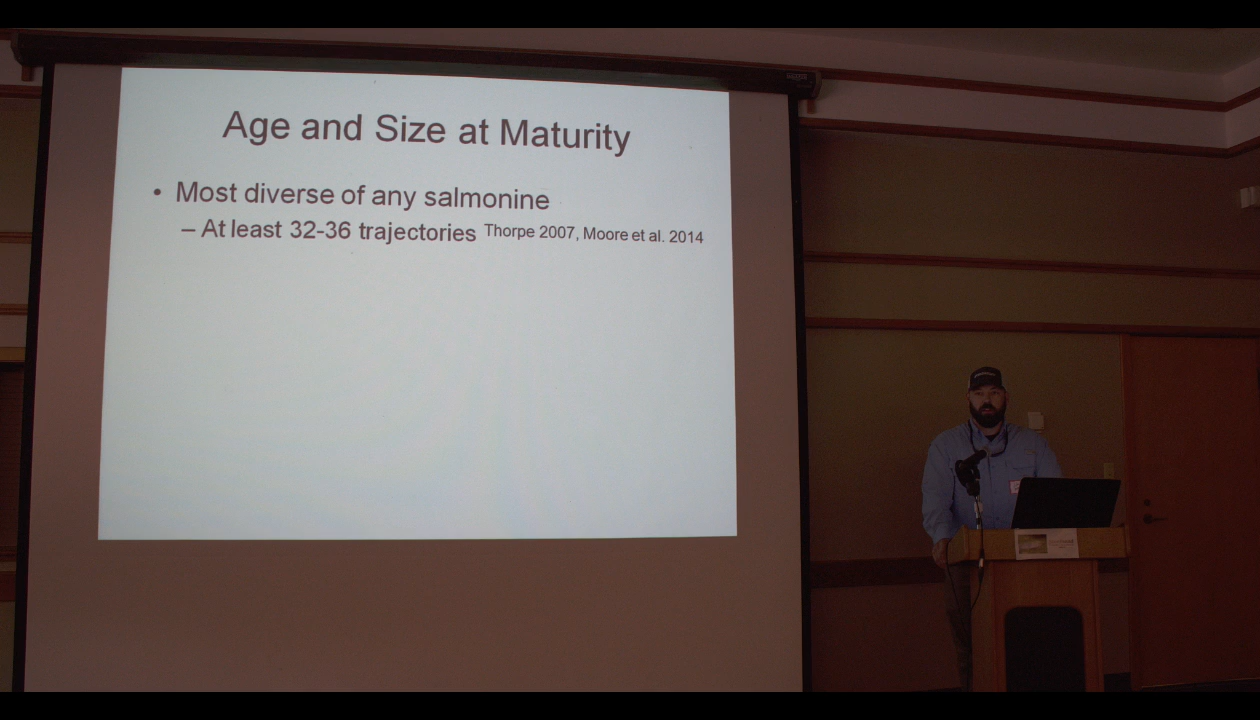 Age and Size at Maturity
• Most diverse of any salmonine
– At least 32-36 trajectories Thorpe 2007, Moore et al. 2014